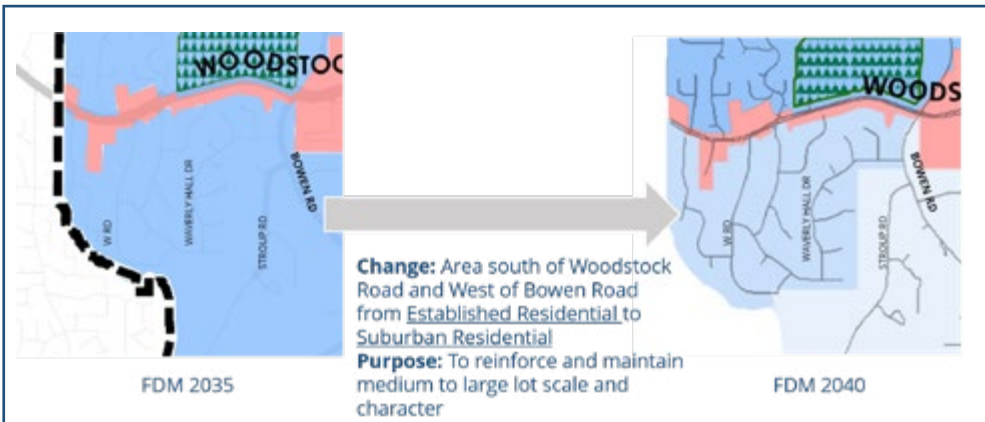 WOODSTOC
W RD
WAVERLY HALL DR
STROUP RD
BOWEN RD
FDM 2035
Change: Area south of Woodstock
Road and West of Bowen Road
from Established Residential to
Suburban Residential
Purpose: To reinforce and maintain
medium to large lot scale and
character
WOODS
W RD
WAVERLY HALL DR
STROUP RD
BOWEN RD
FDM 2040